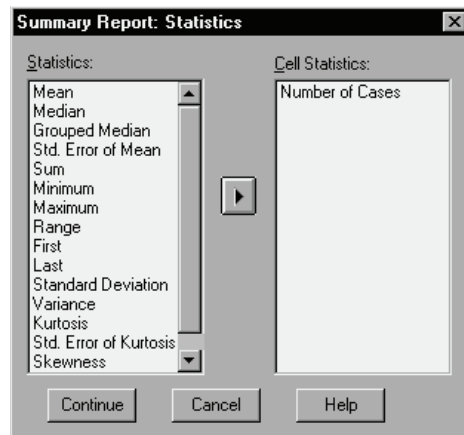 Summary Report: Statistics
Statistics:
Mean
Median
Grouped Median
Std. Error of Mean
Sum
Minimum
Maximum
Range
First
Last
Standard Deviation
Variance
Kurtosis
Std. Error of Kurtosis
Skewness
Cell Statistics:
Number of Cases
Continue
Cancel
Help